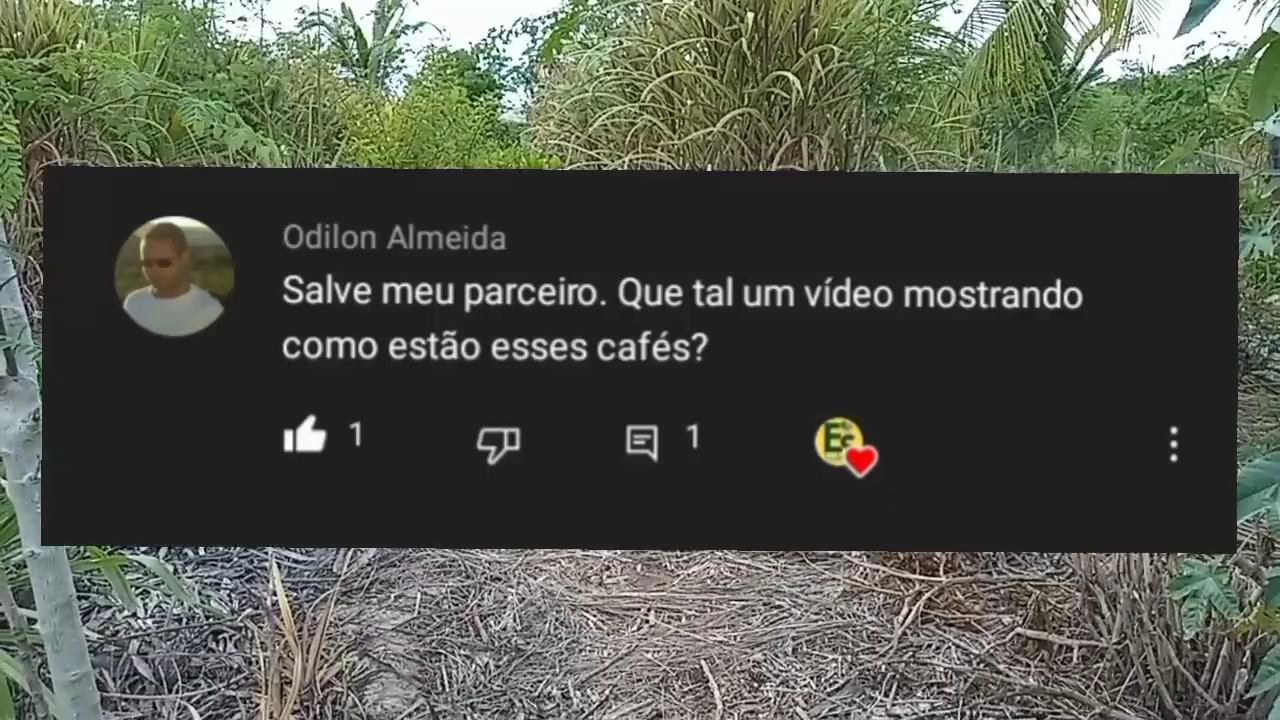 Odilon Almeida
Salve meu parceiro. Que tal um vídeo mostrando
como estão esses cafés?
1
1